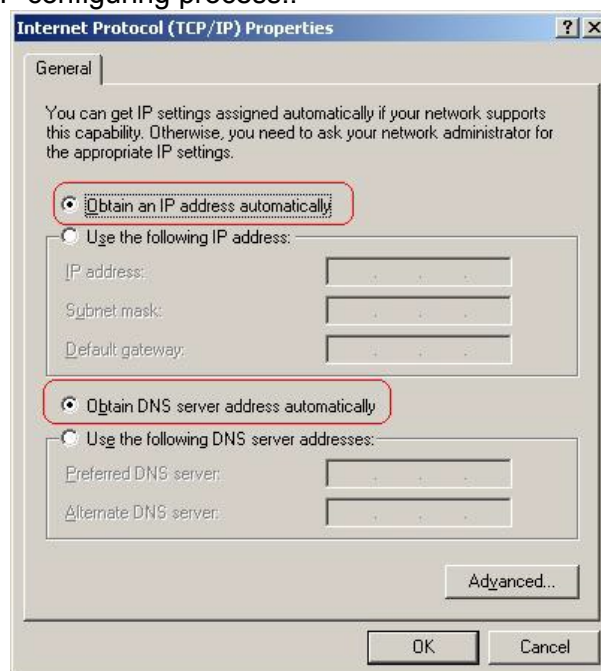 configuring process..
Internet Protocol (TCP/IP) Properties
General
You can get IP settings assigned automatically if your network supports
this capability. Otherwise, you need to ask your network administrator for
the appropriate IP settings.
Obtain an IP address automatically
Use the following IP address:
IP address:
Subnet mask:
Default gateway:
Obtain DNS server address automatically
Use the following DNS server addresses:
Preferred DNS server:
Alternate DNS server:
Advanced...
OK Cancel